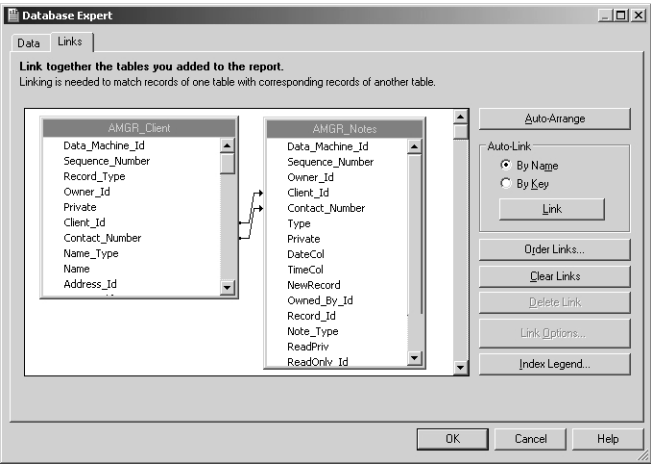 Database Expert
Data
Links
Link together the tables you added to the report.
Linking is needed to match records of one table with corresponding records of another table.
AMGR_Client
Data_Machine_Id
Sequence_Number
Record_Type
Owner_Id
Private
Client_Id
Contact_Number
Name_Type
Name
Address_Id
AMGR_Notes
Data_Machine_Id
Sequence_Number
Owner_Id
Client_Id
Contact_Number
Type
Private
DateCol
TimeCol
NewRecord
Owned_By_Id
Record_Id
Note_Type
ReadPriv
ReadOnly_Id
Auto-Arrange
Auto-Link
By Name
By Key
Link
Order Links...
Clear Links
Delete Link
Link Options...
Index Legend...
OK
Cancel
Help